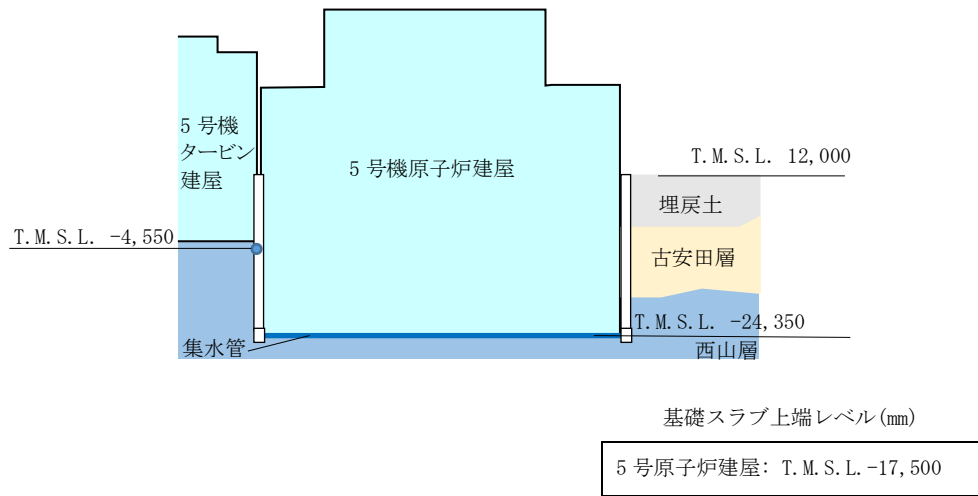 5 号機
タービン
建屋
5 号機原子炉建屋
T.M.S.L. 12,000
埋戻土
T.M.S.L. -4,550
古安田層
T.M.S.L. -24,350
集水管
西山層
基礎スラブ上端レベル(㎜)
5 号原子炉建屋: T.M.S.L.-17,500